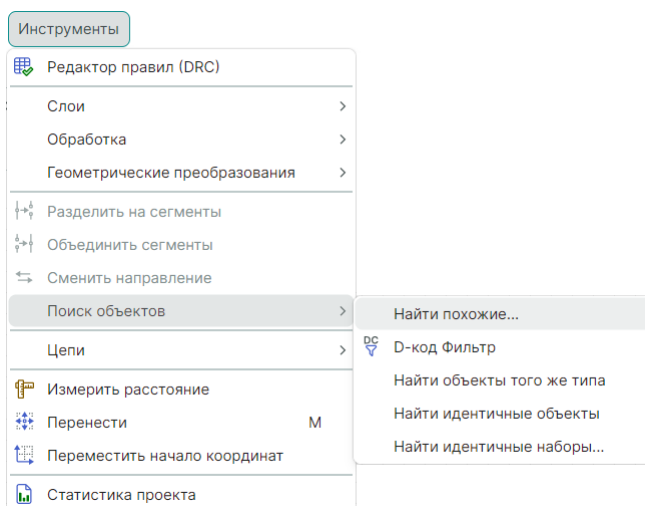 Инструменты
Редактор правил (DRC)
Слои
Обработка
Геометрические преобразования
Разделить на сегменты
Объединить сегменты
Сменить направление
Поиск объектов
Найти похожие...
DC
D-код Фильтр
Найти объекты того же типа
Найти идентичные объекты
Найти идентичные наборы...
Цепи
Измерить расстояние
Перенести M
Переместить начало координат
Статистика проекта